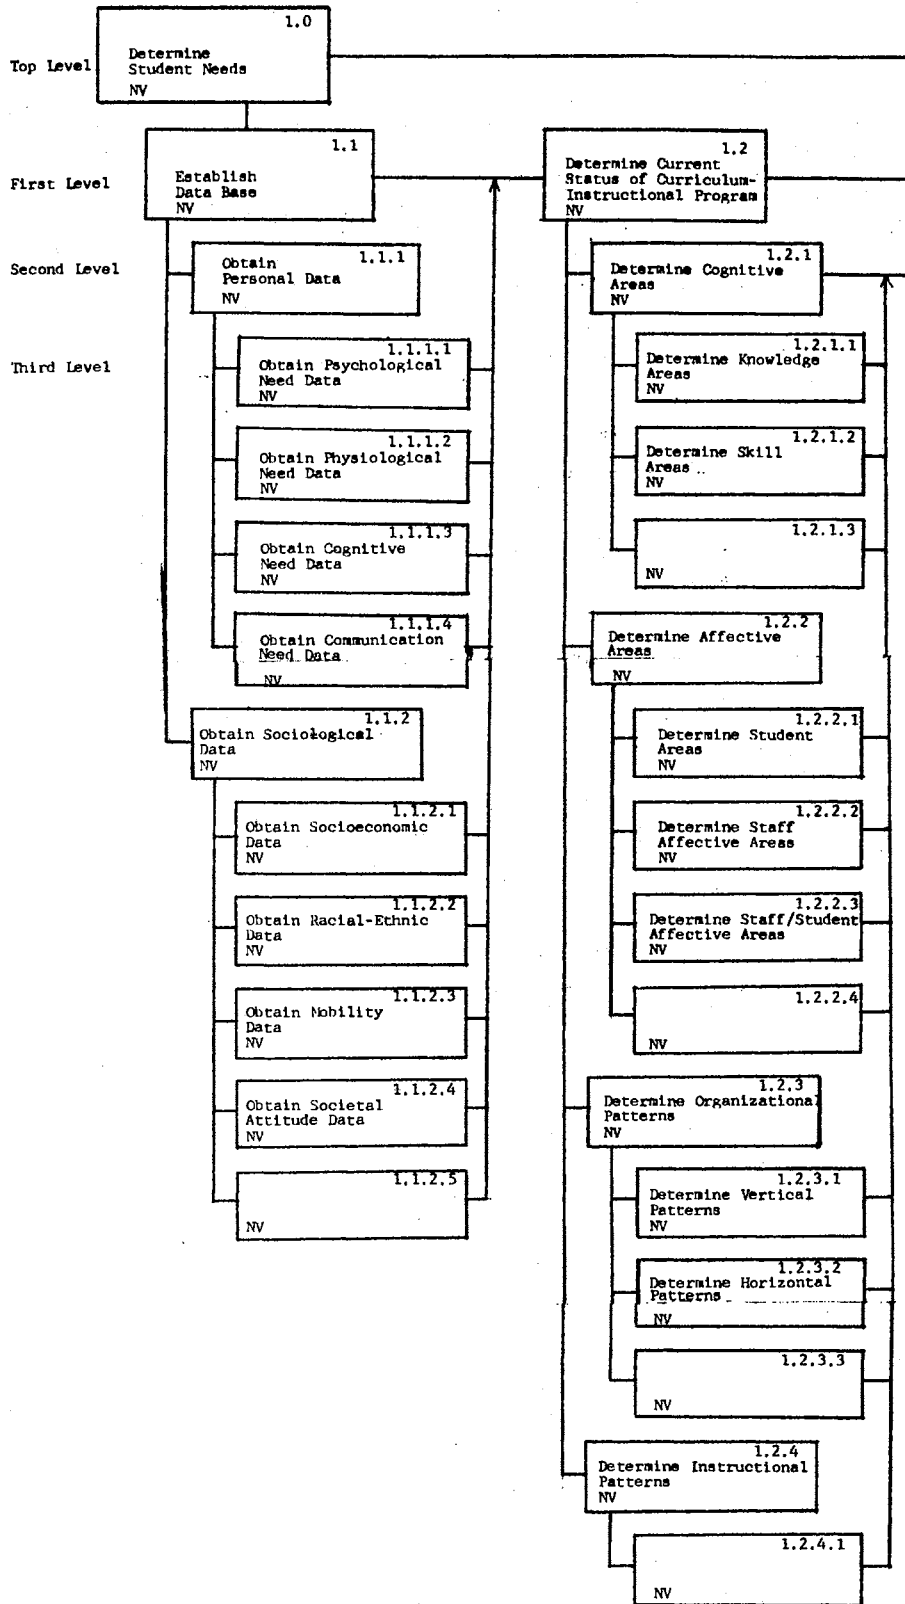 1.0
Top Level
Determine
Student Needs
NV
1.1
First Level
Establish
Data Base
NV
1.2
Determine Current
Status of Curriculum-
Instructional Program
NV
Second Level
1.1.1
Obtain
Personal Data
NV
Third Level
1.1.1.1
Obtain Psychological
Need Data
NV
1.1.1.2
Obtain Physiological
Need Data
NV
1.1.1.3
Obtain Cognitive
Need Data
NV
1.1.1.4
Obtain Communication
Need Data
NV
1.1.2
Obtain Sociological
Data
NV
1.1.2.1
Obtain Socioeconomic
Data
NV
1.1.2.2
Obtain Racial-Ethnic
Data
NV
1.1.2.3
Obtain Mobility
Data
NV
1.1.2.4
Obtain Societal
Attitude Data
NV
1.1.2.5
NV
1.2.1
Determine Cognitive
Areas
NV
1.2.1.1
Determine Knowledge
Areas
NV
1.2.1.2
Determine Skill
Areas
NV
1.2.1.3
NV
1.2.2
Determine Affective
Areas
NV
1.2.2.1
Determine Student
Areas
NV
1.2.2.2
Determine Staff
Affective Areas
NV
1.2.2.3
Determine Staff/Student
Affective Areas
NV
1.2.2.4
NV
1.2.3
Determine Organizational
Patterns
NV
1.2.3.1
Determine Vertical
Patterns
NV
1.2.3.2
Determine Horizontal
Patterns
NV
1.2.3.3
NV
1.2.4
Determine Instructional
Patterns
NV
1.2.4.1
NV